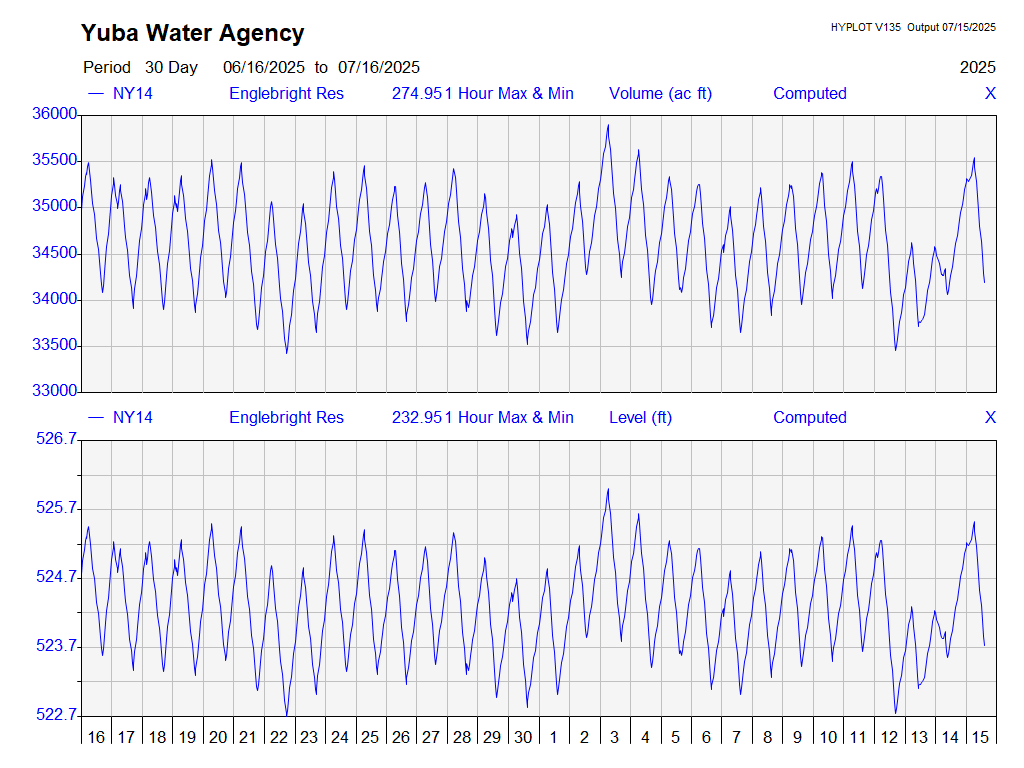 Yuba Water Agency
HYPLOT V135 Output 07/15/2025
Period 30 Day 06/16/2025 to 07/16/2025 2025
NY14 Englebright Res 274.951 Hour Max & Min Volume (ac ft) Computed X
36000
35500
35000
34500
34000
33500
33000
NY14 Englebright Res 232.951 Hour Max & Min Level (ft) Computed X
526.7
525.7
524.7
523.7
522.7
16 17 18 19 20 21 22 23 24 25 26 27 28 29 30 1 2 3 4 5 6 7 8 9 10 11 12 13 14 15